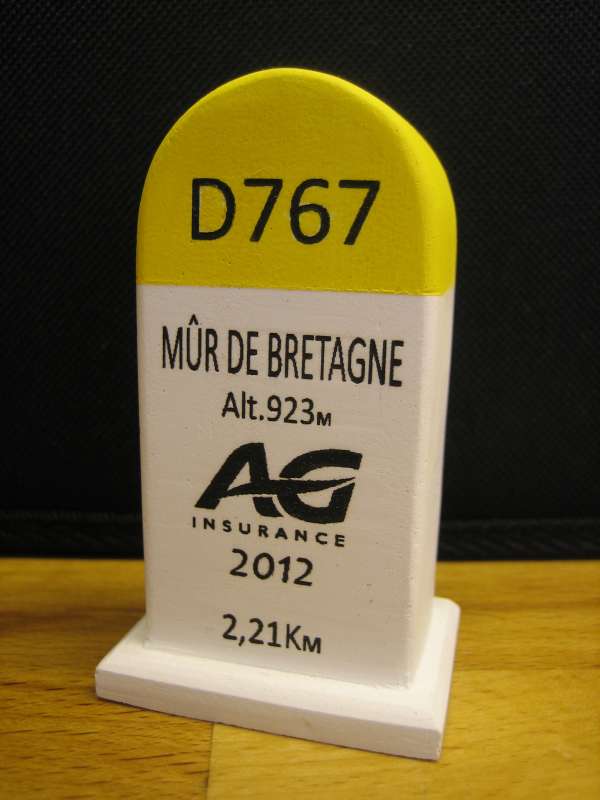 D767
MÛR DE BRETAGNE
Alt.923M
AG
INSURANCE
2012
2,21KM